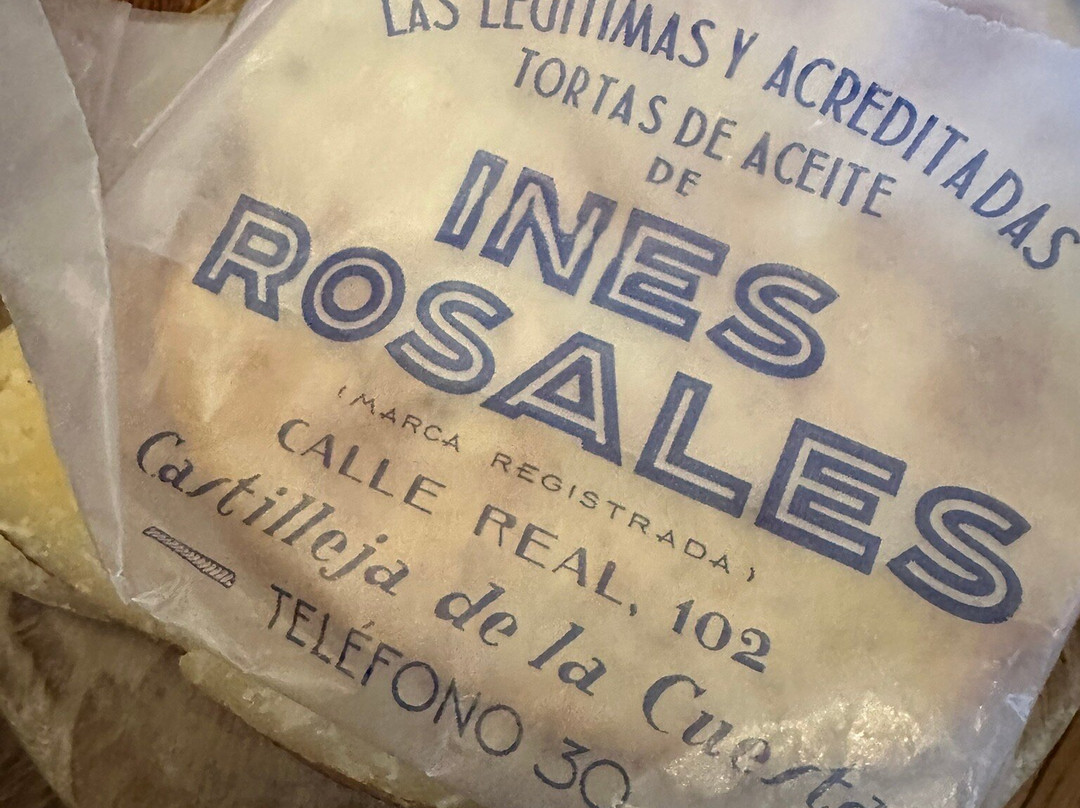 LAS LEGITIMAS Y ACREDITADAS
TORTAS DE ACEITE
DE
INES
ROSALES
(MARCA REGISTRADA)
CALLE REAL, 102
Castilleja de la Cuesta
TELÉFONO 30